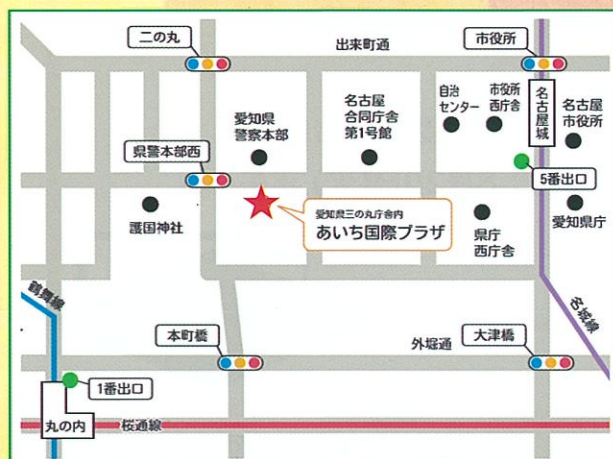 二の丸
出来町通
市役所
愛知県
警察本部
名古屋
合同庁舎
第1号館
自治
センター
市役所
西庁舎
名古屋城
名古屋
市役所
県警本部西
5番出口
護国神社
愛知県三の丸庁舎内
あいち国際プラザ
県庁
西庁舎
愛知県庁
鶴舞線
名城線
本町橋
外堀通
大津橋
1番出口
丸の内
桜通線